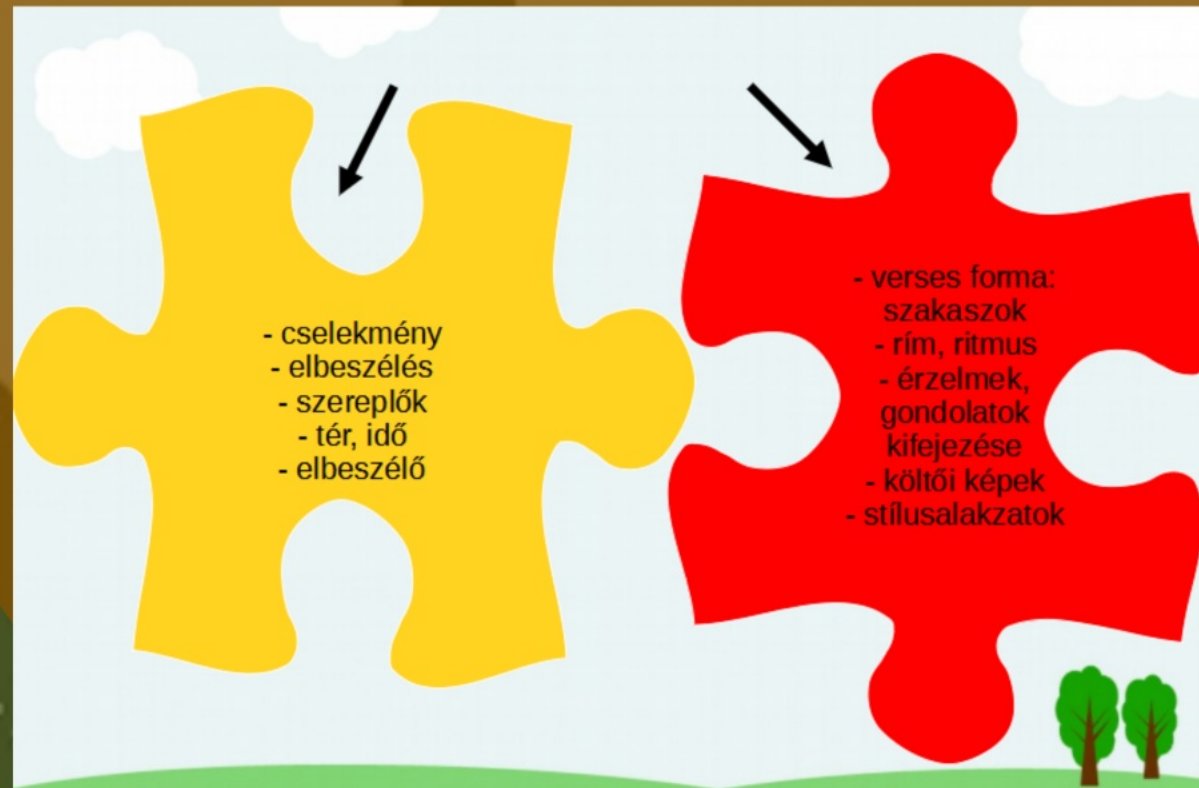 - cselekmény
- elbeszélés
- szereplők
- tér, idő
- elbeszélő
- verses forma:
szakaszok
- rím, ritmus
- érzelmek,
gondolatok
kifejezése
- költői képek
- stílusalakzatok